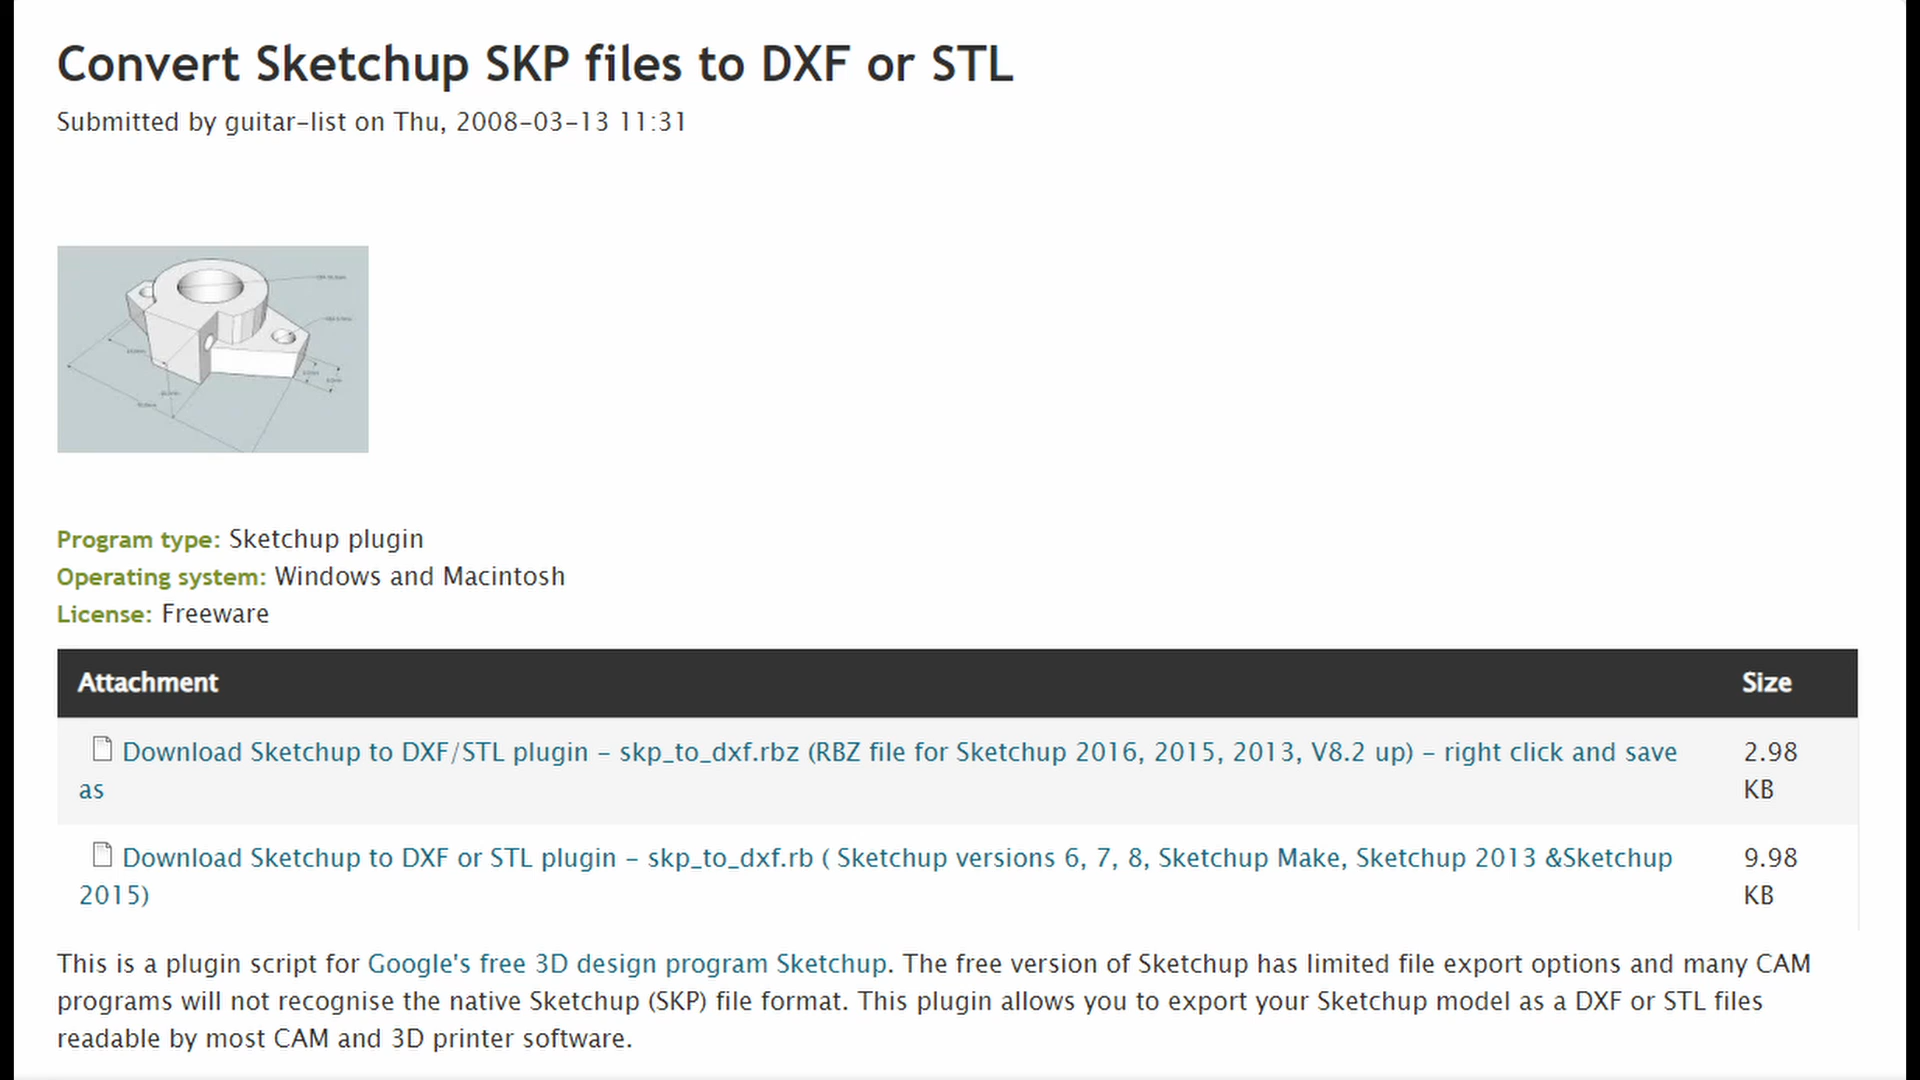 Convert Sketchup SKP files to DXF or STL
Submitted by guitar-list on Thu, 2008-03-13 11:31
Program type: Sketchup plugin
Operating system: Windows and Macintosh
License: Freeware
Attachment Size
Download Sketchup to DXF/STL plugin - skp_to_dxf.rbz (RBZ file for Sketchup 2016, 2015, 2013, V8.2 up) - right click and save 2.98
as KB
Download Sketchup to DXF or STL plugin - skp_to_dxf.rb ( Sketchup versions 6, 7, 8, Sketchup Make, Sketchup 2013 &Sketchup 9.98
2015) KB
This is a plugin script for Google's free 3D design program Sketchup. The free version of Sketchup has limited file export options and many CAM
programs will not recognise the native Sketchup (SKP) file format. This plugin allows you to export your Sketchup model as a DXF or STL files
readable by most CAM and 3D printer software.